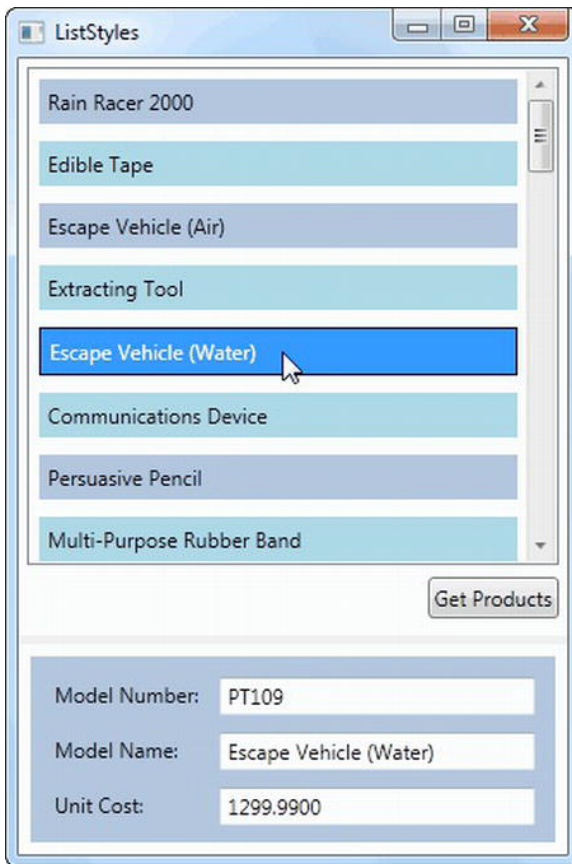 ListStyles
Rain Racer 2000
Edible Tape
Escape Vehicle (Air)
Extracting Tool
Escape Vehicle (Water)
Communications Device
Persuasive Pencil
Multi-Purpose Rubber Band
Get Products
Model Number: PT109
Model Name: Escape Vehicle (Water)
Unit Cost: 1299.9900